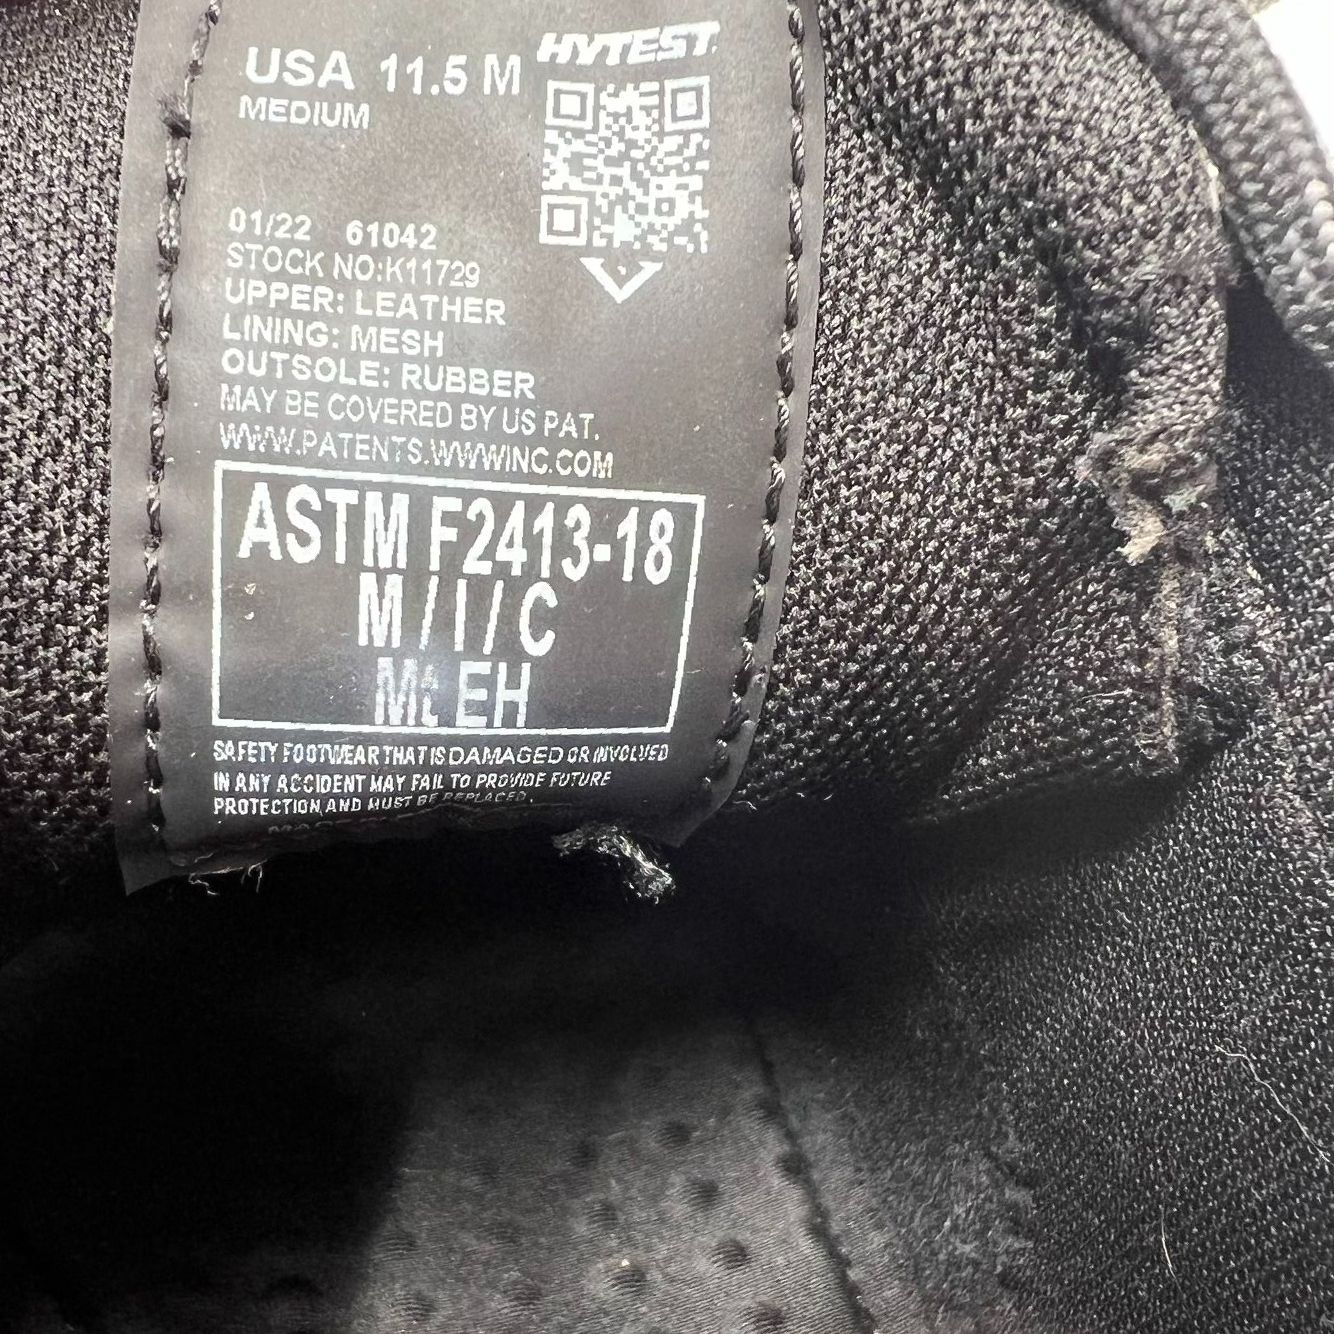 HYTEST
USA 11.5 M
MEDIUM
01/22 61042
STOCK NO:K11729
UPPER: LEATHER
LINING: MESH
OUTSOLE: RUBBER
MAY BE COVERED BY US PAT.
WWW.PATENTS.WWWINC.COM
ASTM F2413-18
M / I / C
Mt EH
SAFETY FOOTWEAR THAT IS DAMAGED OR INVOLVED
IN ANY ACCIDENT MAY FAIL TO PROVIDE FUTURE
PROTECTION AND MUST BE REPLACED.